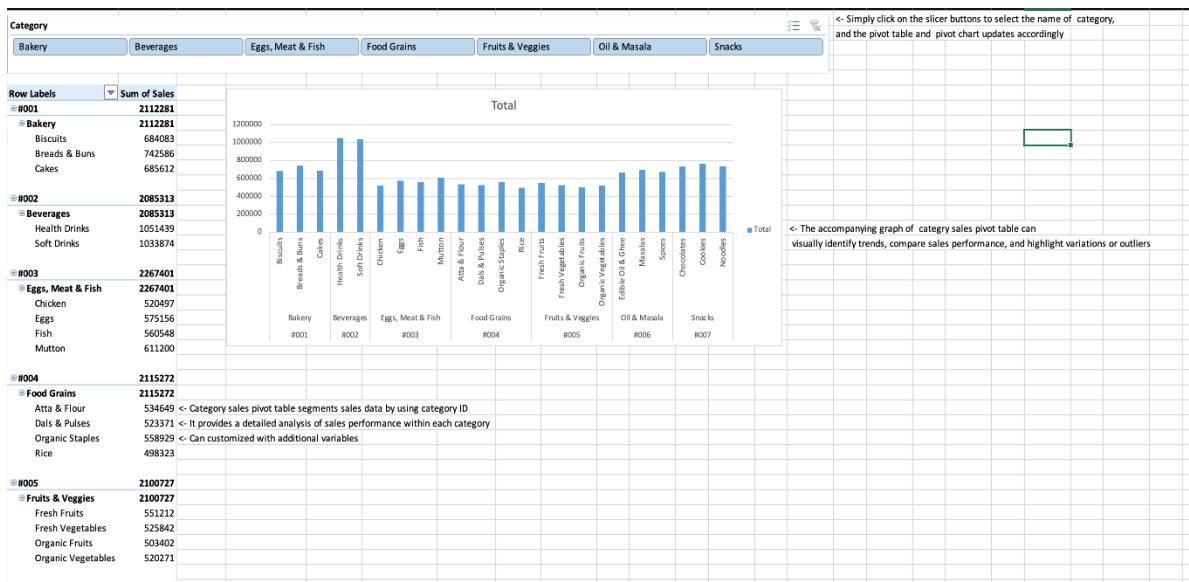 Category
<- Simply click on the slicer buttons to select the name of  category,
and the pivot table and  pivot chart updates accordingly
Bakery Beverages Eggs, Meat & Fish Food Grains Fruits & Veggies Oil & Masala Snacks
Row Labels Sum of Sales
#001 2112281
Bakery 2112281
Biscuits 684083
Breads & Buns 742586
Cakes 685612
#002 2085313
Beverages 2085313
Health Drinks 1051439
Soft Drinks 1033874
#003 2267401
Eggs, Meat & Fish 2267401
Chicken 520497
Eggs 575156
Fish 560548
Mutton 611200
#004 2115272
Food Grains 2115272
Atta & Flour 534649 <- Category sales pivot table segments sales data by using category ID
Dals & Pulses 523371 <- It provides a detailed analysis of sales performance within each category
Organic Staples 558929 <- Can customized with additional variables
Rice 498323
#005 2100727
Fruits & Veggies 2100727
Fresh Fruits 551212
Fresh Vegetables 525842
Organic Fruits 503402
Organic Vegetables 520271
Total
1200000
1000000
800000
600000
400000
200000
0
Biscuits
Breads & Buns
Cakes
Health Drinks
Soft Drinks
Chicken
Eggs
Fish
Mutton
Atta & Flour
Dals & Pulses
Organic Staples
Rice
Fresh Fruits
Fresh Vegetables
Organic Fruits
Organic Vegetables
Edible Oil & Ghee
Masalas
Spices
Chocolates
Cookies
Noodles
Bakery Beverages Eggs, Meat & Fish Food Grains Fruits & Veggies Oil & Masala Snacks
#001 #002 #003 #004 #005 #006 #007
Total
<- The accompanying graph of  categry sales pivot table can
visually identify trends, compare sales performance, and highlight variations or outliers